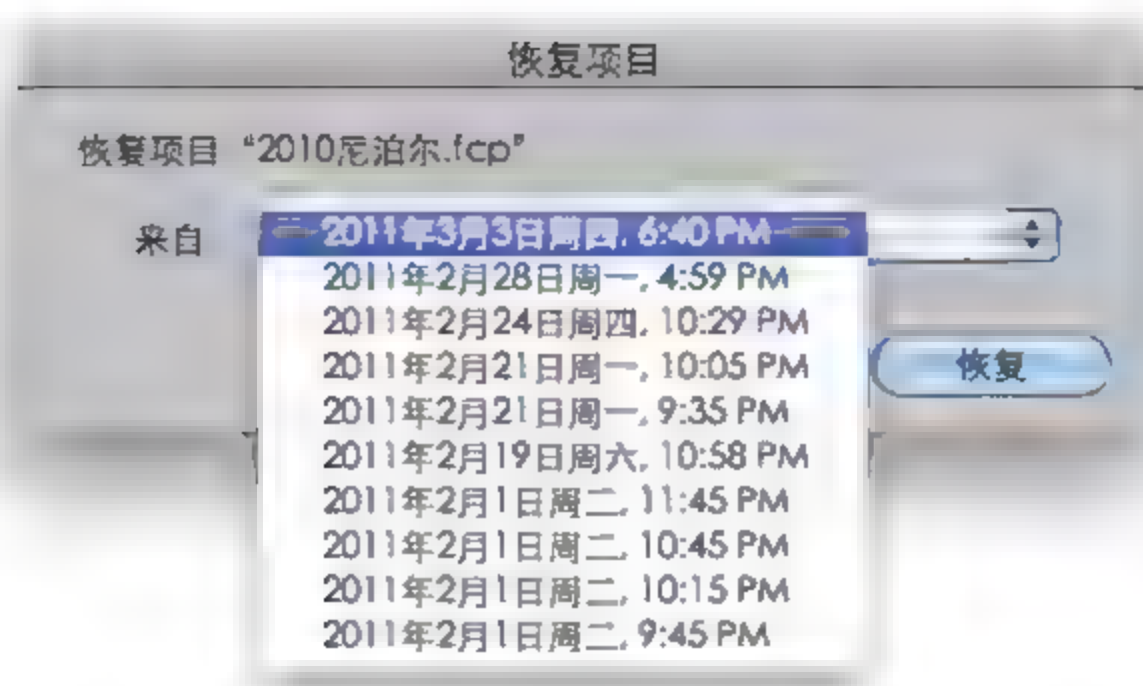 恢复项目
恢复项目 “2010尼泊尔.fcp”
来自
2011年3月3日周四, 6:40 PM
2011年2月28日周一, 4:59 PM
2011年2月24日周四, 10:29 PM
2011年2月21日周一, 10:05 PM
2011年2月21日周一, 9:35 PM
2011年2月19日周六, 10:58 PM
2011年2月1日周二, 11:45 PM
2011年2月1日周二, 10:45 PM
2011年2月1日周二, 10:15 PM
2011年2月1日周二, 9:45 PM
恢复